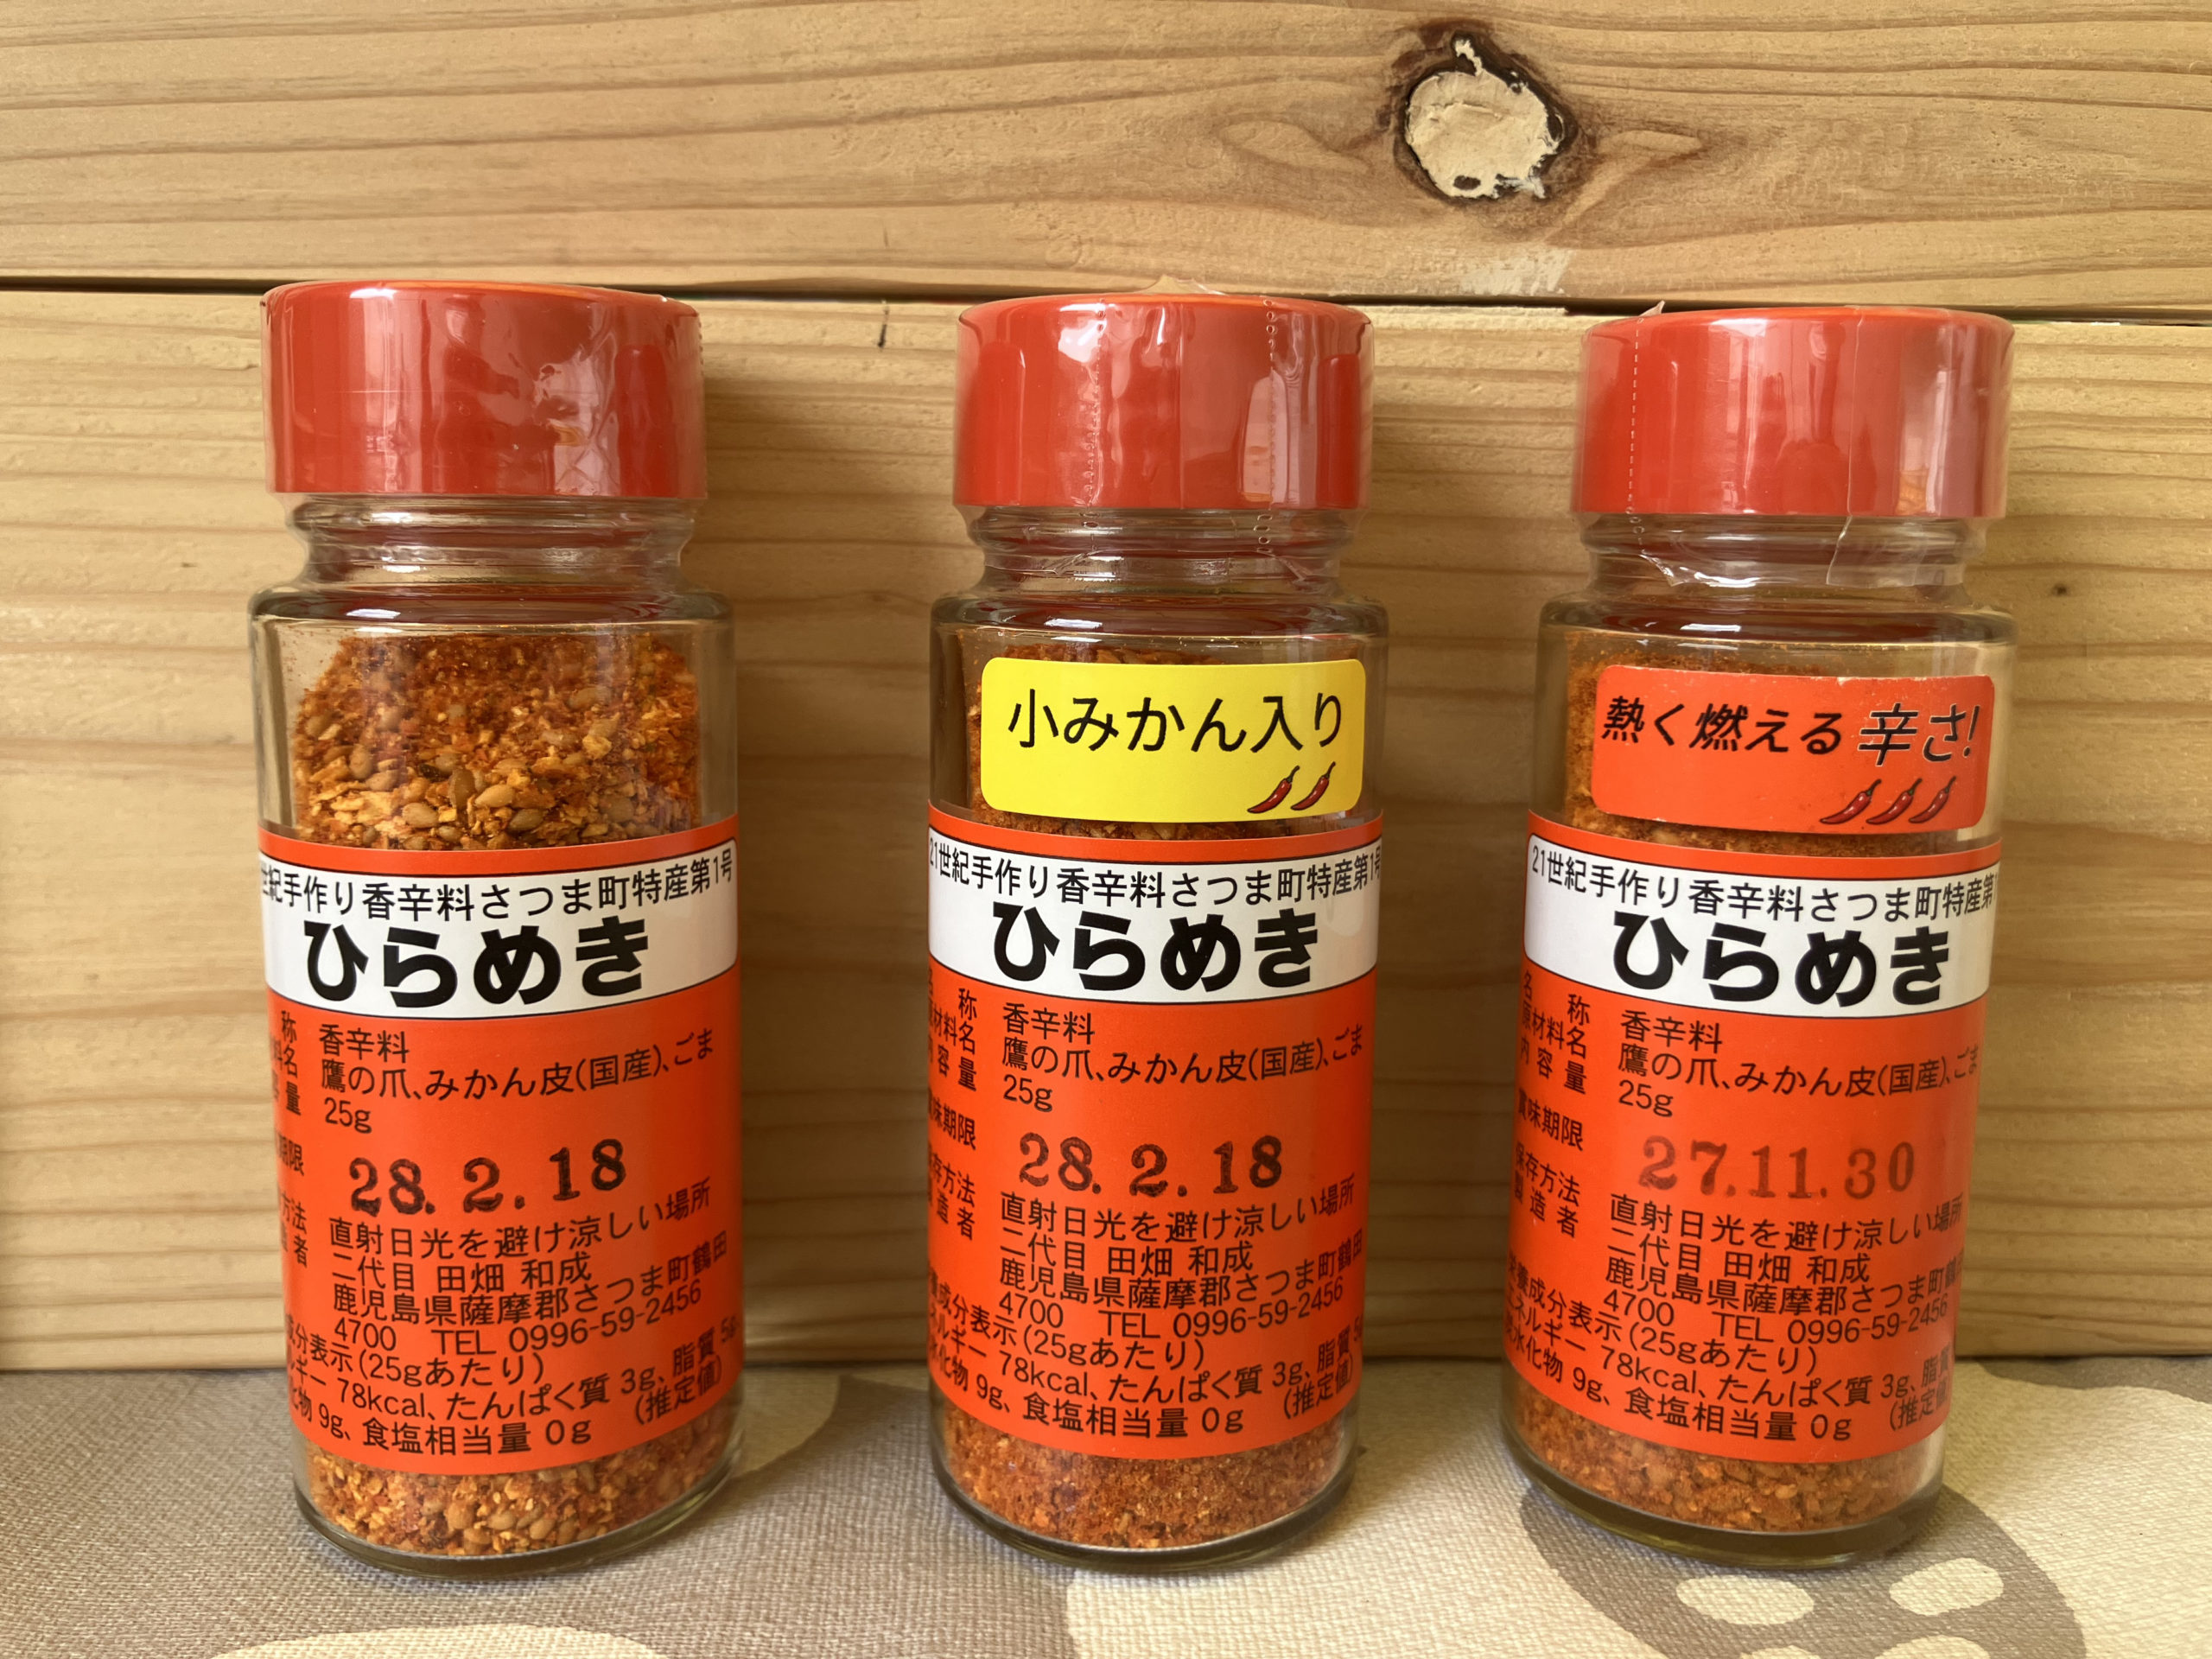 世紀手作り香辛料さつま町特産第1号
ひらめき
称 香辛料
料名 鷹の爪、みかん皮(国産)、ごま
容量 25g
期限 28.2.18
方法 直射日光を避け涼しい場所
造者 二代目 田畑 和成
鹿児島県薩摩郡さつま町鶴田
4700 TEL 0996-59-2456
成分表示(25gあたり)
ルギー 78kcal、たんぱく質 3g、脂質 5g
化物 9g、食塩相当量 0g (推定値)
小みかん入り
21世紀手作り香辛料さつま町特産第1号
ひらめき
名称 香辛料
原材料名 鷹の爪、みかん皮(国産)、ごま
内容量 25g
賞味期限 28.2.18
保存方法 直射日光を避け涼しい場所
製造者 二代目 田畑 和成
鹿児島県薩摩郡さつま町鶴田
4700 TEL 0996-59-2456
栄養成分表示(25gあたり)
ネルギー 78kcal、たんぱく質 3g、脂質 5g
水化物 9g、食塩相当量 0g (推定値)
熱く燃える辛さ!
21世紀手作り香辛料さつま町特産第1
ひらめき
名称 香辛料
原材料名 鷹の爪、みかん皮(国産)、ごま
内容量 25g
賞味期限 27.11.30
保存方法 直射日光を避け涼しい場所
製造者 二代目 田畑 和成
鹿児島県薩摩郡さつま町鶴
4700 TEL 0996-59-2456
栄養成分表示(25gあたり)
エネルギー 78kcal、たんぱく質 3g、脂質
炭水化物 9g、食塩相当量 0g (推定値